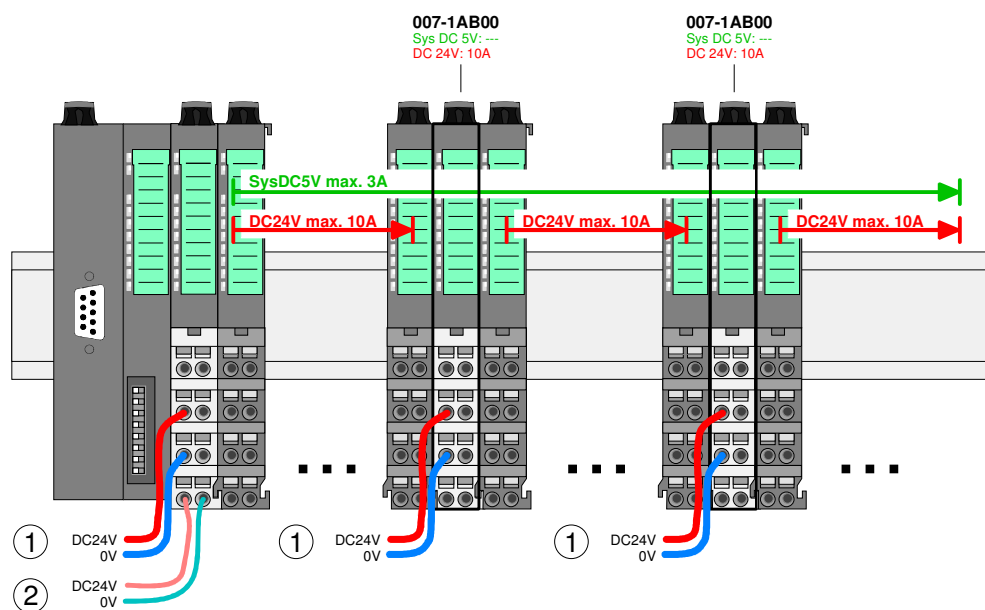 007-1AB00
Sys DC 5V: ---
DC 24V: 10A
007-1AB00
Sys DC 5V: ---
DC 24V: 10A
SysDC5V max. 3A
DC24V max. 10A
DC24V max. 10A
DC24V max. 10A
1
DC24V
0V
1
DC24V
0V
1
DC24V
0V
2
DC24V
0V